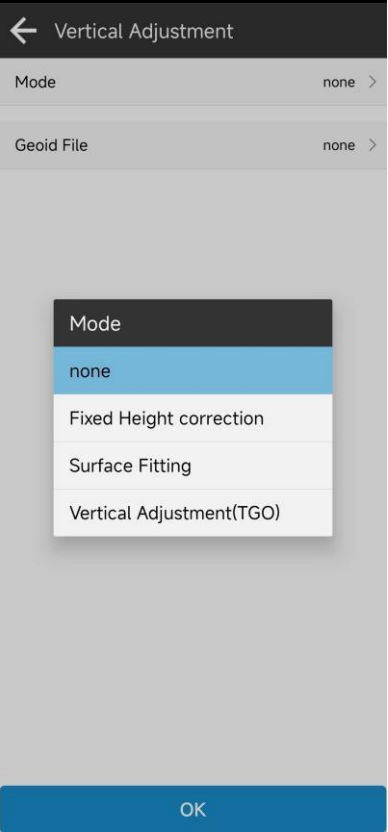 Vertical Adjustment
Mode none
Geoid File none
Mode
none
Fixed Height correction
Surface Fitting
Vertical Adjustment(TGO)
OK